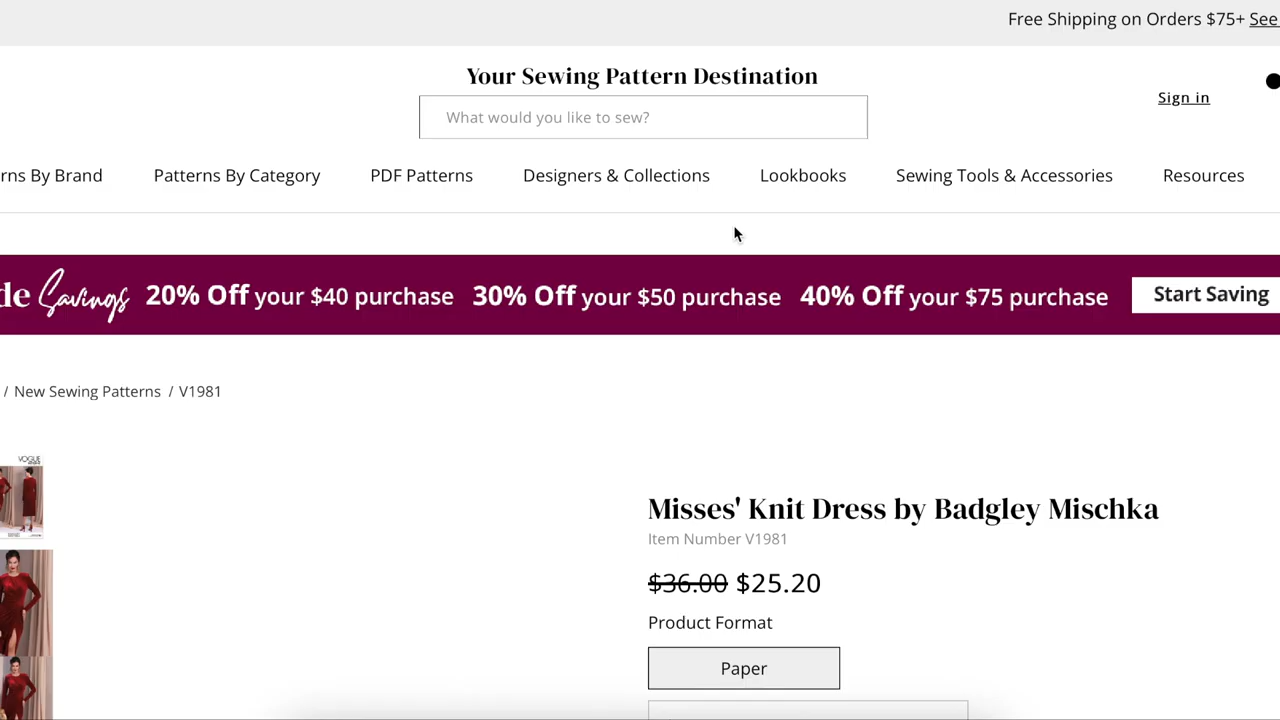 Free Shipping on Orders $75+ See
Your Sewing Pattern Destination
What would you like to sew?
Sign in
rns By Brand
Patterns By Category
PDF Patterns
Designers & Collections
Lookbooks
Sewing Tools & Accessories
Resources
de Savings 20% Off your $40 purchase 30% Off your $50 purchase 40% Off your $75 purchase Start Saving
/ New Sewing Patterns / V1981
VOGUE
Misses' Knit Dress by Badgley Mischka
Item Number V1981
$36.00 $25.20
Product Format
Paper